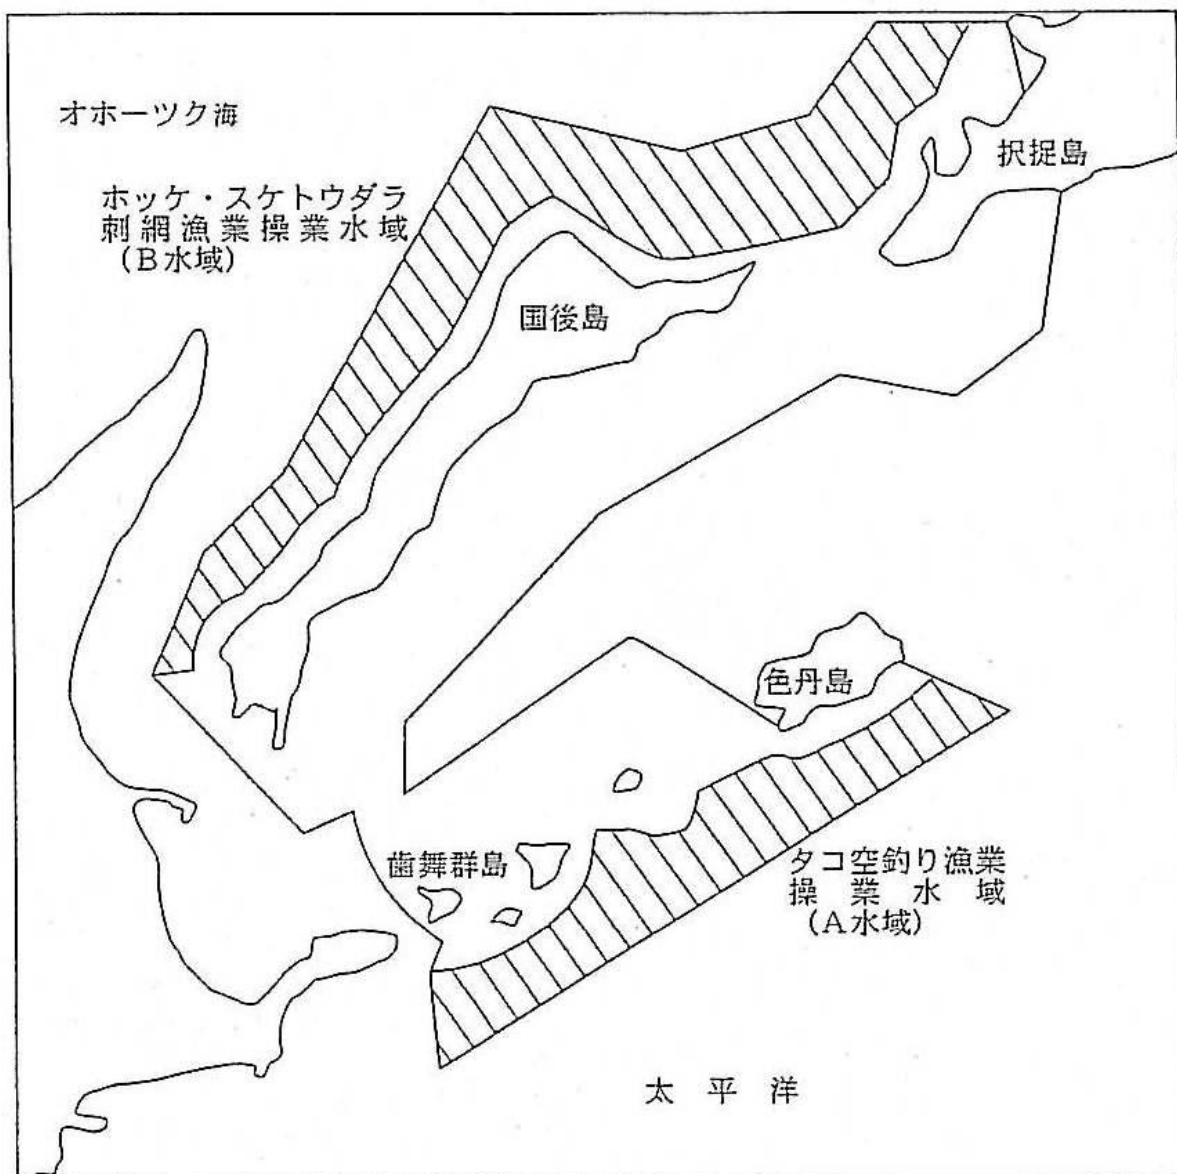 オホーツク海
ホッケ・スケトウダラ
刺網漁業操業水域
(B水域)
択捉島
国後島
色丹島
歯舞群島
タコ空釣り漁業
操業水域
(A水域)
太平洋